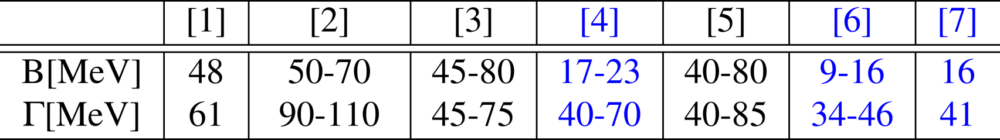 [1] [2] [3] [4] [5] [6] [7]
B[MeV] 48 50-70 45-80 17-23 40-80 9-16 16
Γ[MeV] 61 90-110 45-75 40-70 40-85 34-46 41